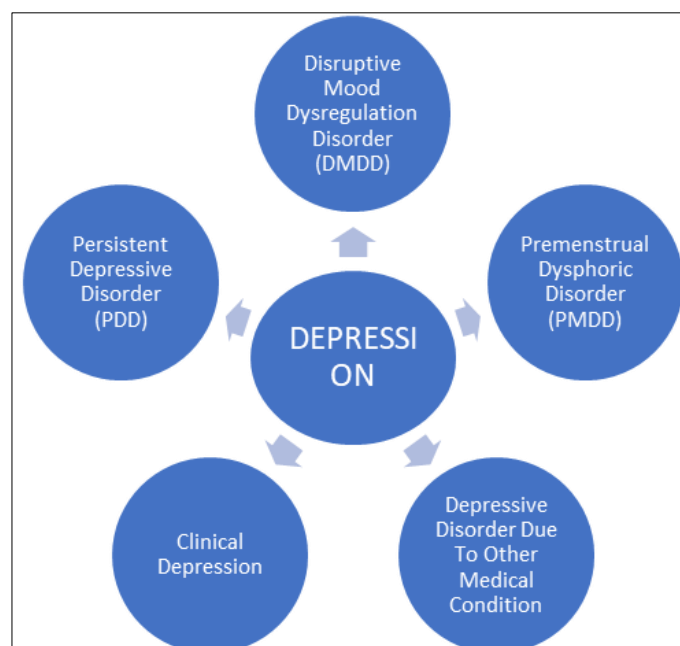 Disruptive
Mood
Dysregulation
Disorder
(DMDD)
Persistent
Depressive
Disorder
(PDD)
Premenstrual
Dysphoric
Disorder
(PMDD)
DEPRESSI
ON
Clinical
Depression
Depressive
Disorder Due
To Other
Medical
Condition